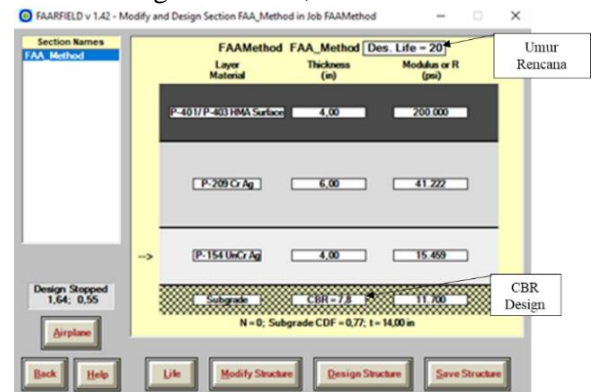 FAARFIELD v 1.42 - Modify and Design Section FAA_Method in Job FAAMethod
Section Names
FAA_Method
FAAMethod FAA_Method Des. Life = 20
Umur Rencana
Layer Material
Thickness (in)
Modulus or R (psi)
P-401/ P-403 HMA Surface 4,00 200.000
P-209 Cr Ag 6,00 41.222
--> P-154 UnCr Ag 4,00 15.459
Subgrade CBR = 7,8 11.700
CBR Design
N = 0; Subgrade CDF = 0,77; t = 14,00 in
Design Stopped
1,64; 0,55
Airplane
Back Help Life Modify Structure Design Structure Save Structure